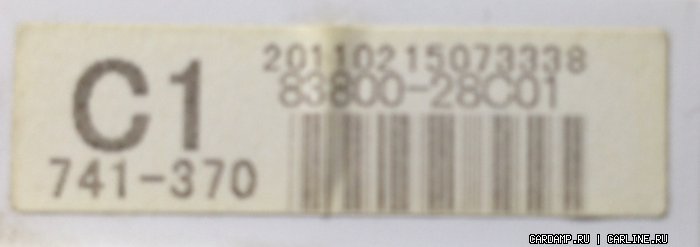 C1
741-370
20110215073338
83800-28C01
CARDAMP.RU | CARLINE.RU